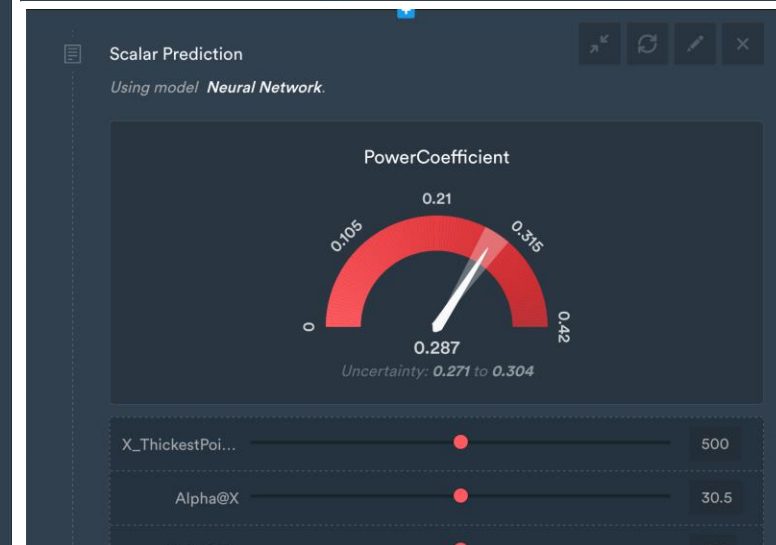 Scalar Prediction
Using model Neural Network.
PowerCoefficient
0
0.105
0.21
0.315
0.42
0.287
Uncertainty: 0.271 to 0.304
X_ThickestPoi... 500
Alpha@X 30.5